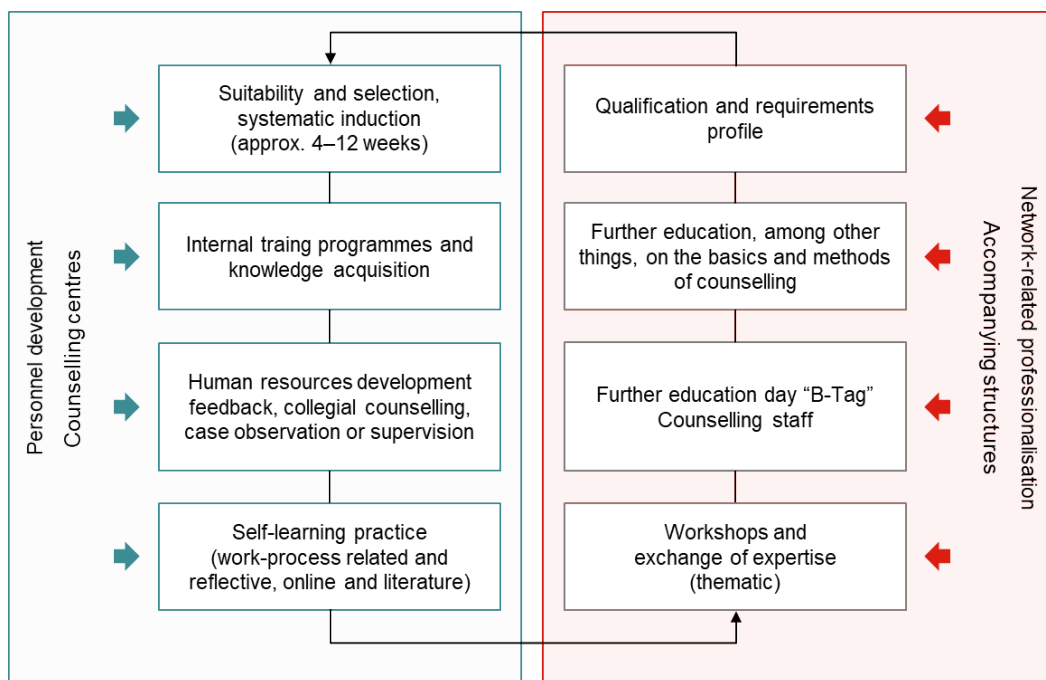 Personnel development
Counselling centres
Suitability and selection,
systematic induction
(approx. 4–12 weeks)
Internal traing programmes and
knowledge acquisition
Human resources development
feedback, collegial counselling,
case observation or supervision
Self-learning practice
(work-process related and
reflective, online and literature)
Qualification and requirements
profile
Further education, among other
things, on the basics and methods
of counselling
Further education day “B-Tag”
Counselling staff
Workshops and
exchange of expertise
(thematic)
Network-related professionalisation
Accompanying structures